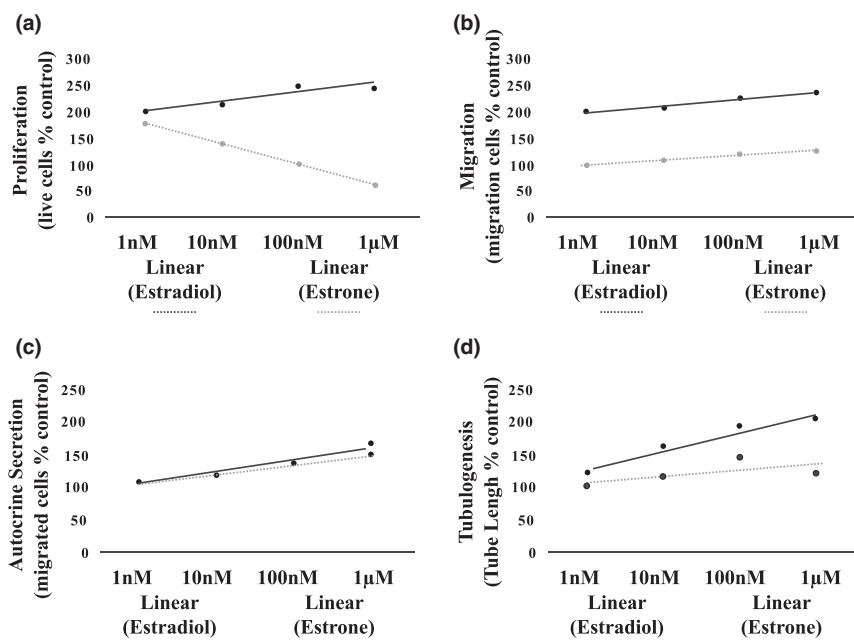 (a)
Proliferation
(live cells % control)
300
250
200
150
100
50
0
1nM 10nM 100nM 1µM
Linear Linear
(Estradiol) (Estrone)
(b)
Migration
(migration cells % control)
300
250
200
150
100
50
0
1nM 10nM 100nM 1µM
Linear Linear
(Estradiol) (Estrone)
(c)
Autocrine Secretion
(migrated cells % control)
250
200
150
100
50
0
1nM 10nM 100nM 1µM
Linear Linear
(Estradiol) (Estrone)
(d)
Tubulogenesis
(Tube Lengh % control)
250
200
150
100
50
0
1nM 10nM 100nM 1µM
Linear Linear
(Estradiol) (Estrone)